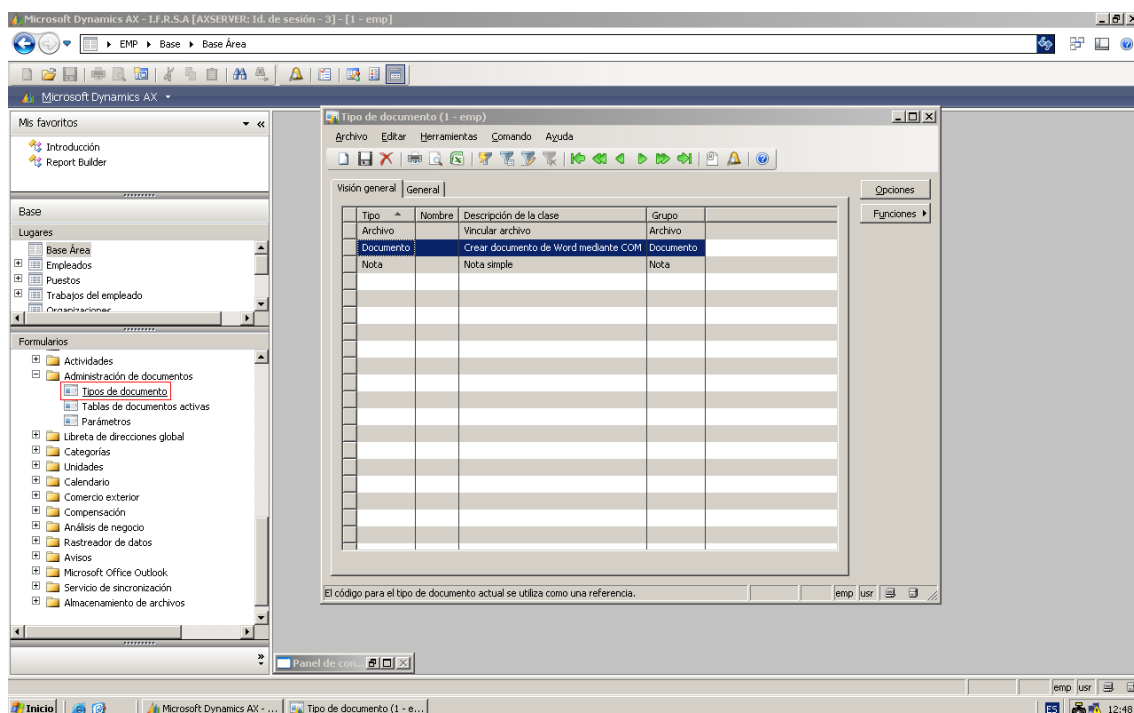 Microsoft Dynamics AX - I.F.R.S.A [AXSERVER: Id. de sesión - 3] - [1 - emp]
EMP Base Base Área
Microsoft Dynamics AX
Mis favoritos
Introducción
Report Builder
Base
Lugares
Base Área
Empleados
Puestos
Trabajos del empleado
Organizaciones
Formularios
Actividades
Administración de documentos
Tipos de documento
Tablas de documentos activas
Parámetros
Libreta de direcciones global
Categorías
Unidades
Calendario
Comercio exterior
Compensación
Análisis de negocio
Rastreador de datos
Avisos
Microsoft Office Outlook
Servicio de sincronización
Almacenamiento de archivos
Tipo de documento (1 - emp)
Archivo Editar Herramientas Comando Ayuda
Visión general General
Opciones
Funciones
Tipo Nombre Descripción de la clase Grupo
Archivo Vincular archivo Archivo
Documento Crear documento de Word mediante COM Documento
Nota Nota simple Nota
El código para el tipo de documento actual se utiliza como una referencia.
emp usr
Panel de con...
emp usr
Inicio
Microsoft Dynamics AX - ...
Tipo de documento (1 - e...
ES
12:48